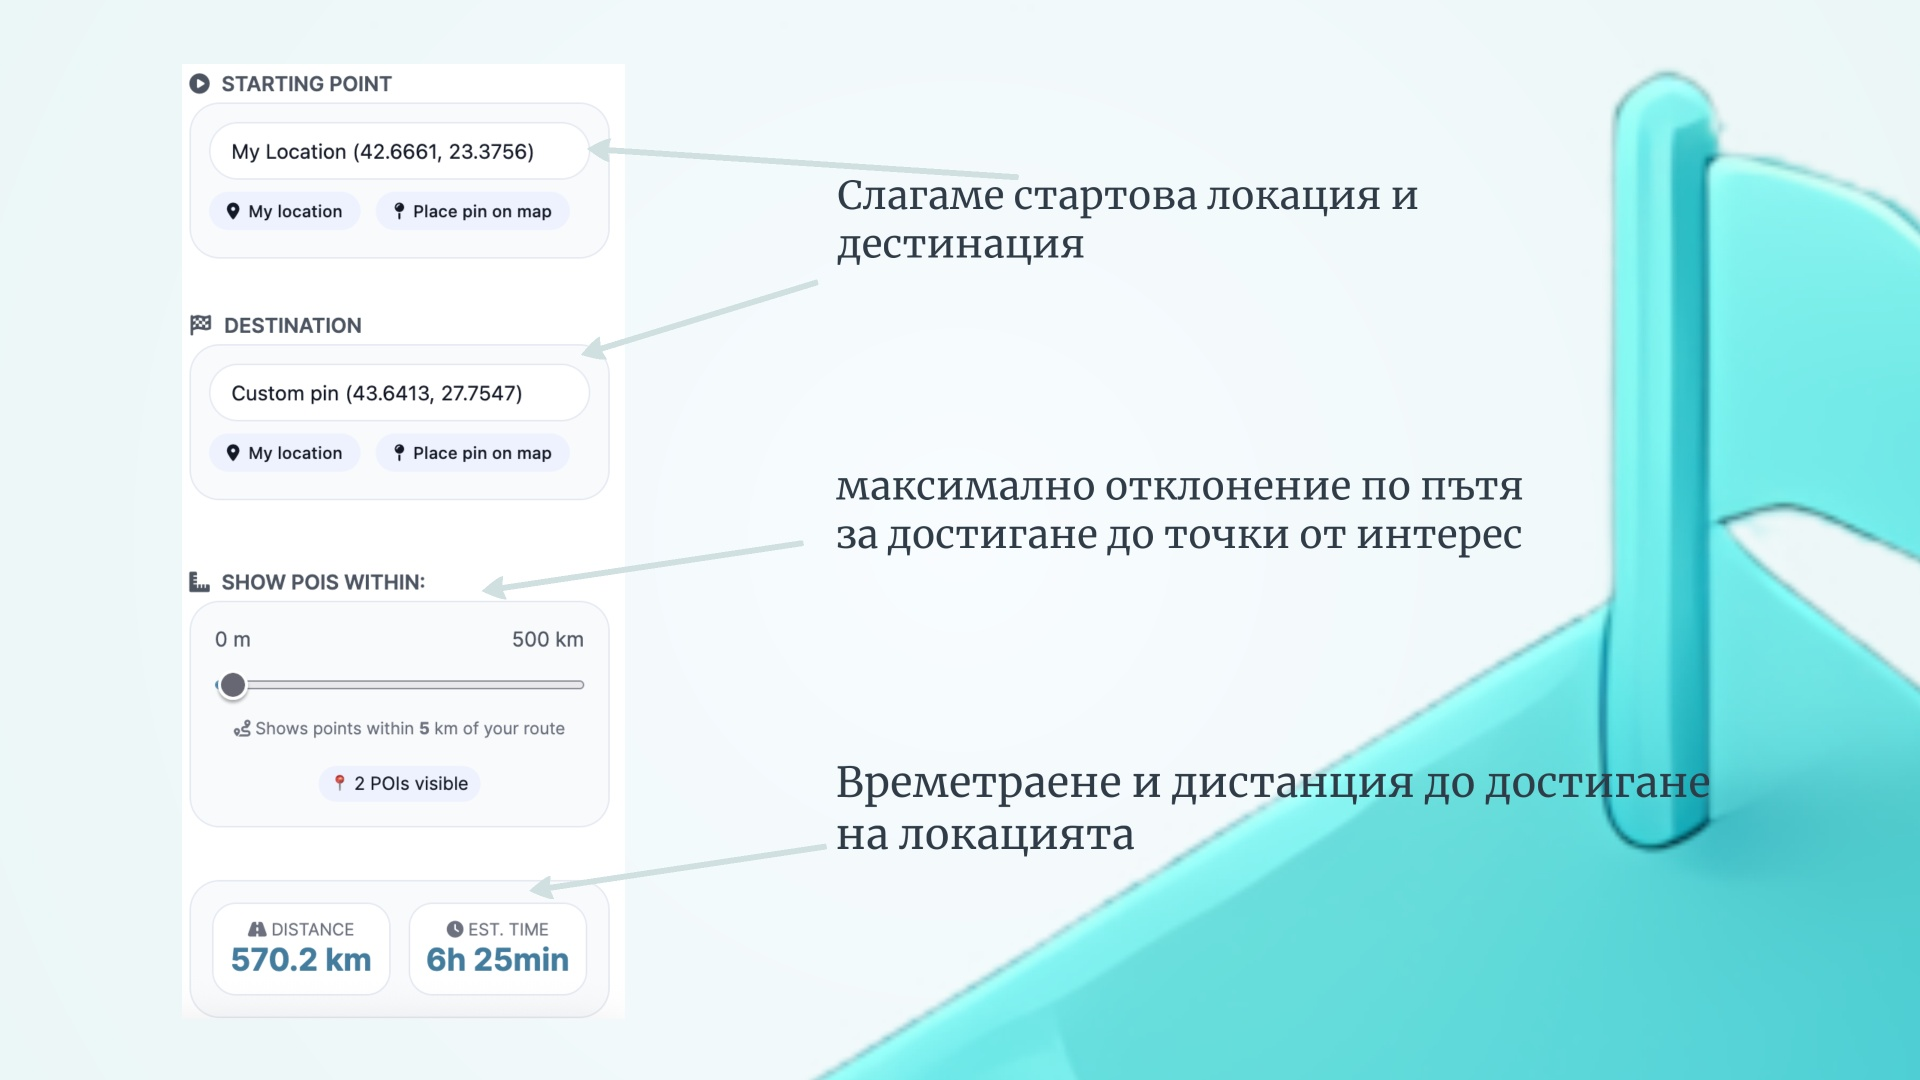 STARTING POINT
My Location (42.6661, 23.3756)
My location
Place pin on map
DESTINATION
Custom pin (43.6413, 27.7547)
My location
Place pin on map
SHOW POIS WITHIN:
0 m
500 km
Shows points within 5 km of your route
2 POIs visible
DISTANCE
570.2 km
EST. TIME
6h 25min
Слагаме стартова локация и
дестинация
максимално отклонение по пътя
за достигане до точки от интерес
Времетраене и дистанция до достигане
на локацията